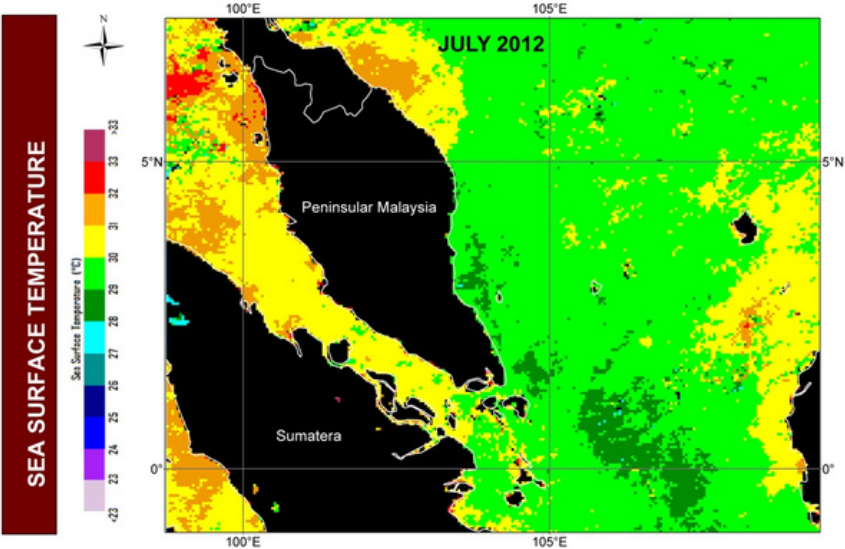 SEA SURFACE TEMPERATURE
N
100°E
105°E
JULY 2012
>33
33
32
31
30
29
28
27
26
25
24
23
<23
Sea Surface Temperature (°C)
5°N
5°N
Peninsular Malaysia
Sumatera
0°
0°
100°E
105°E